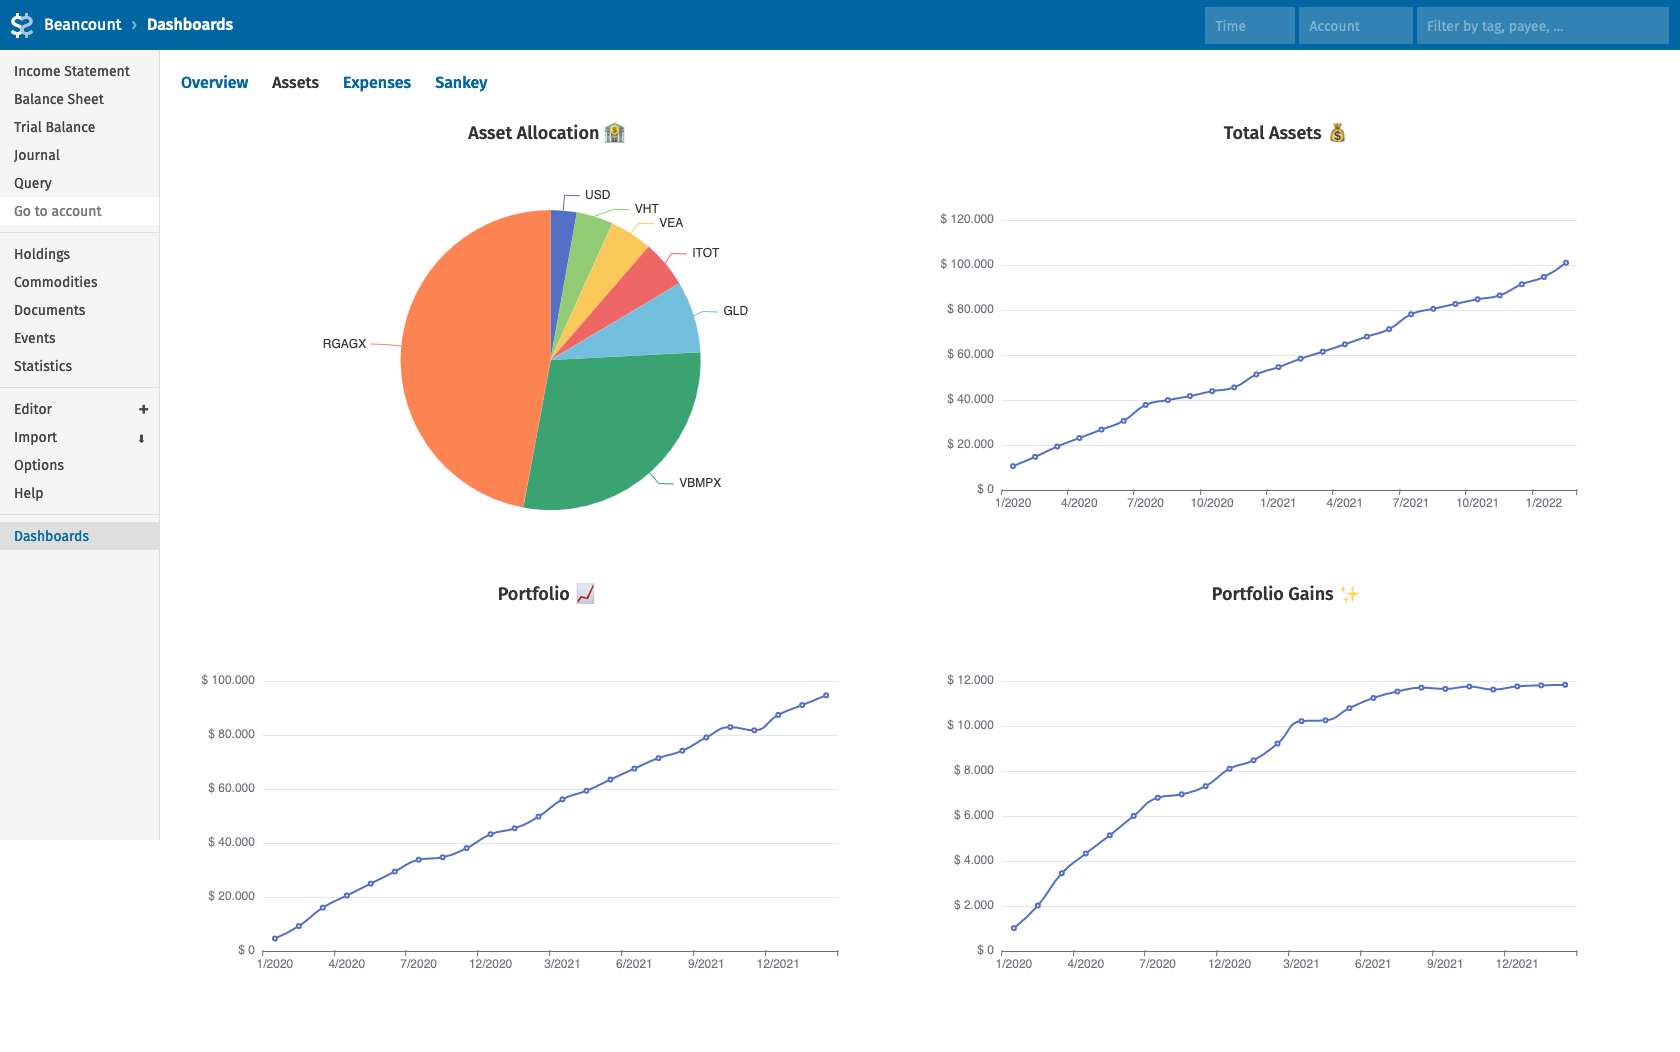 Beancount › Dashboards
Time
Account
Filter by tag, payee, ...
Income Statement
Balance Sheet
Trial Balance
Journal
Query
Go to account
Holdings
Commodities
Documents
Events
Statistics
Editor +
Import ⬇
Options
Help
Dashboards
Overview Assets Expenses Sankey
Asset Allocation 🏦
USD
VHT
VEA
ITOT
GLD
RGAGX
VBMPX
Total Assets 💰
$ 120.000
$ 100.000
$ 80.000
$ 60.000
$ 40.000
$ 20.000
$ 0
1/2020 4/2020 7/2020 10/2020 1/2021 4/2021 7/2021 10/2021 1/2022
Portfolio 📈
$ 100.000
$ 80.000
$ 60.000
$ 40.000
$ 20.000
$ 0
1/2020 4/2020 7/2020 12/2020 3/2021 6/2021 9/2021 12/2021
Portfolio Gains ✨
$ 12.000
$ 10.000
$ 8.000
$ 6.000
$ 4.000
$ 2.000
$ 0
1/2020 4/2020 7/2020 12/2020 3/2021 6/2021 9/2021 12/2021